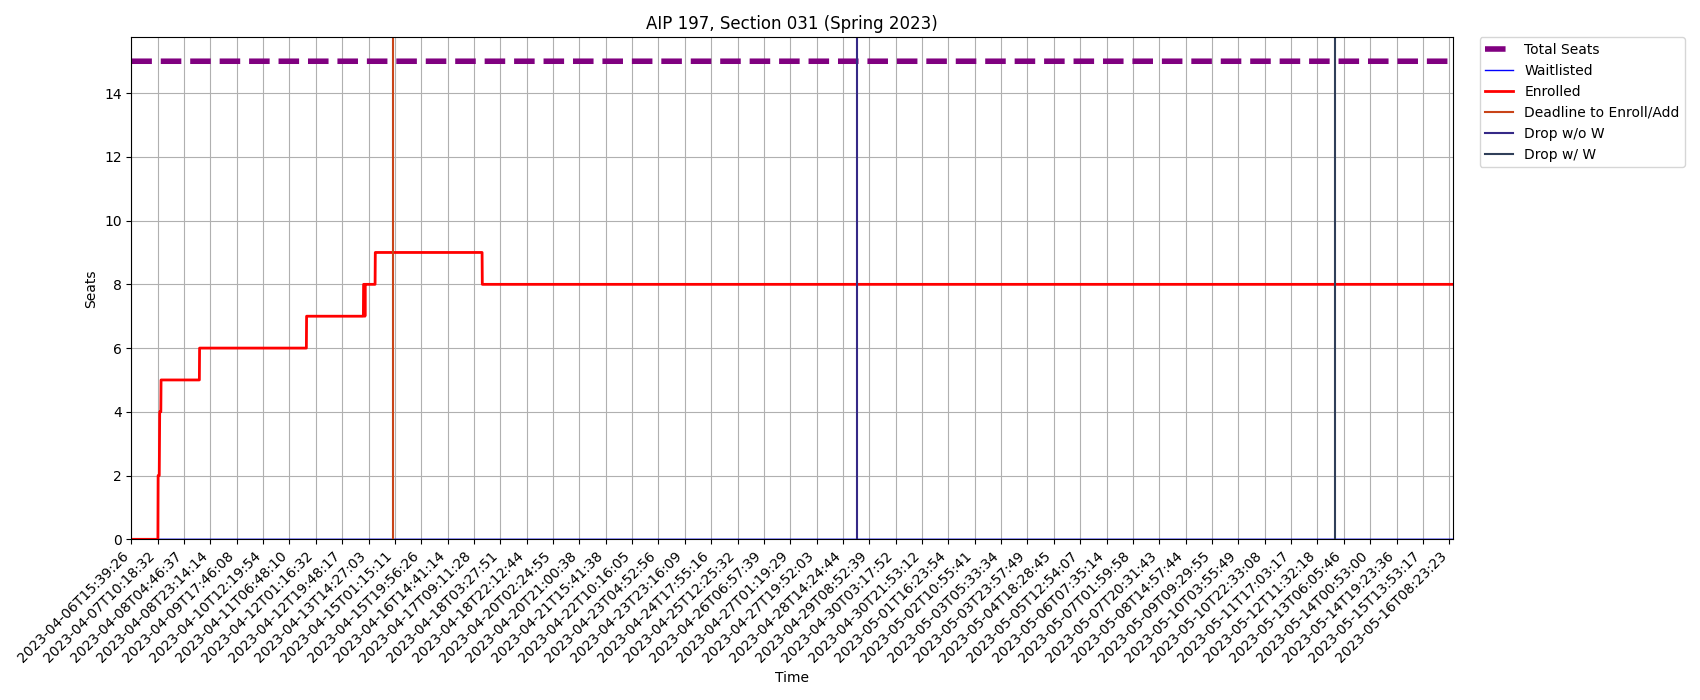 AIP 197, Section 031 (Spring 2023)
Total Seats
Waitlisted
Enrolled
Deadline to Enroll/Add
Drop w/o W
Drop w/ W
Seats
14
12
10
8
6
4
2
0
2023-04-06T15:39:26
2023-04-07T10:18:32
2023-04-08T04:46:37
2023-04-08T23:14:14
2023-04-09T17:46:08
2023-04-10T12:19:54
2023-04-11T06:48:10
2023-04-12T01:16:32
2023-04-12T19:48:17
2023-04-13T14:27:03
2023-04-15T01:15:11
2023-04-15T19:56:26
2023-04-16T14:41:14
2023-04-17T09:11:28
2023-04-18T03:27:51
2023-04-18T22:12:44
2023-04-20T02:24:55
2023-04-20T21:00:38
2023-04-21T15:41:38
2023-04-22T10:16:05
2023-04-23T04:52:56
2023-04-23T23:16:09
2023-04-24T17:55:16
2023-04-25T12:25:32
2023-04-26T06:57:39
2023-04-27T01:19:29
2023-04-27T19:52:03
2023-04-28T14:24:44
2023-04-29T08:52:39
2023-04-30T03:17:52
2023-04-30T21:53:12
2023-05-01T16:23:54
2023-05-02T10:55:41
2023-05-03T05:33:34
2023-05-03T23:57:49
2023-05-04T18:28:45
2023-05-05T12:54:07
2023-05-06T07:35:14
2023-05-07T01:59:58
2023-05-07T20:31:43
2023-05-08T14:57:44
2023-05-09T09:29:55
2023-05-10T03:55:49
2023-05-10T22:33:08
2023-05-11T17:03:17
2023-05-12T11:32:18
2023-05-13T06:05:46
2023-05-14T00:53:00
2023-05-14T19:23:36
2023-05-15T13:53:17
2023-05-16T08:23:23
Time